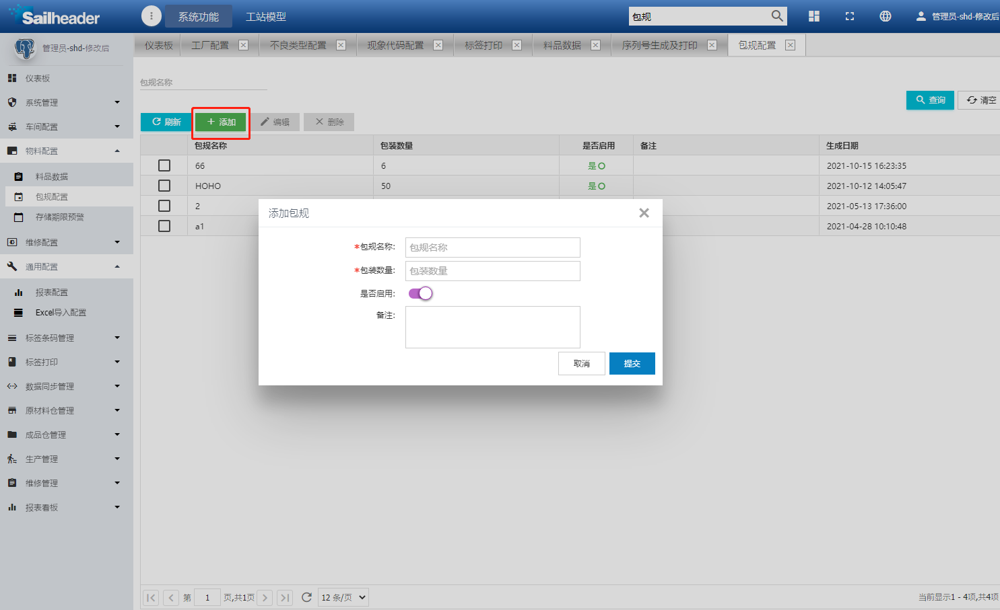 Sailheader
系统功能
工站模型
包规
管理员-shd-修改后
管理员-shd-修改后
仪表板
工厂配置
不良类型配置
现象代码配置
标签打印
料品数据
序列号生成及打印
包规配置
仪表板
系统管理
车间配置
物料配置
料品数据
包规配置
存储期限预警
维修配置
通用配置
报表配置
Excel导入配置
标签条码管理
标签打印
数据同步管理
原材料仓管理
成品仓管理
生产管理
维修管理
报表看板
包规名称
查询
清空
刷新
添加
编辑
删除
包规名称 包装数量 是否启用 备注 生成日期
66 6 是 2021-10-15 16:23:35
HOHO 50 是 2021-10-12 14:05:47
2 2021-05-13 17:36:00
a1 2021-04-28 10:10:48
添加包规
*包规名称: 包规名称
*包装数量: 包装数量
是否启用:
备注:
取消 提交
第 1 页,共1页 12 条/页
当前显示1 - 4项,共4项